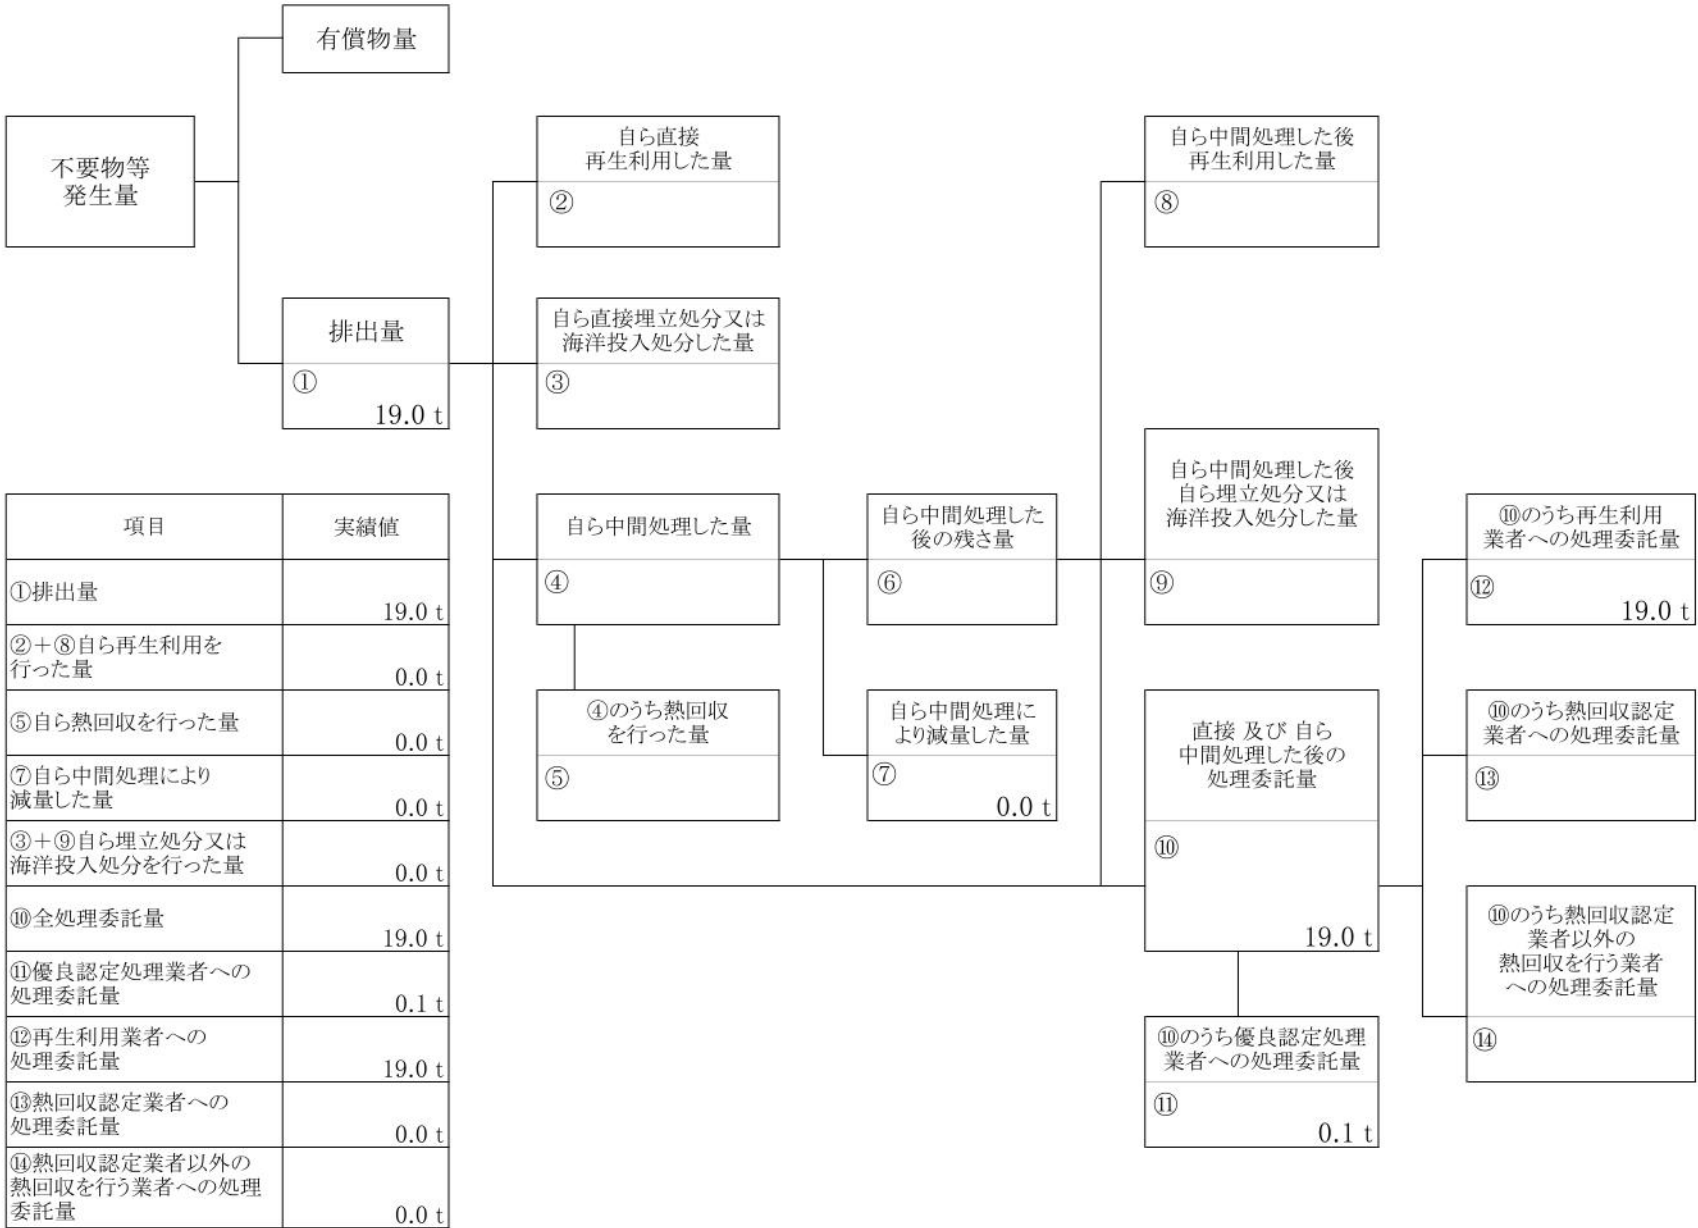 有償物量
不要物等
発生量
自ら直接
再生利用した量
②
自ら中間処理した後
再生利用した量
⑧
排出量
①
19.0 t
自ら直接埋立処分又は
海洋投入処分した量
③
自ら中間処理した量
④
自ら中間処理した
後の残さ量
⑥
自ら中間処理した後
自ら埋立処分又は
海洋投入処分した量
⑨
⑩のうち再生利用
業者への処理委託量
⑫
19.0 t
④のうち熱回収
を行った量
⑤
自ら中間処理に
より減量した量
⑦
0.0 t
直接 及び 自ら
中間処理した後の
処理委託量
⑩
19.0 t
⑩のうち熱回収認定
業者への処理委託量
⑬
⑩のうち熱回収認定
業者以外の
熱回収を行う業者
への処理委託量
⑭
⑩のうち優良認定処理
業者への処理委託量
⑪
0.1 t
項目 実績値
①排出量
19.0 t
②+⑧自ら再生利用を
行った量
0.0 t
⑤自ら熱回収を行った量
0.0 t
⑦自ら中間処理により
減量した量
0.0 t
③+⑨自ら埋立処分又は
海洋投入処分を行った量
0.0 t
⑩全処理委託量
19.0 t
⑪優良認定処理業者への
処理委託量
0.1 t
⑫再生利用業者への
処理委託量
19.0 t
⑬熱回収認定業者への
処理委託量
0.0 t
⑭熱回収認定業者以外の
熱回収を行う業者への処理
委託量
0.0 t